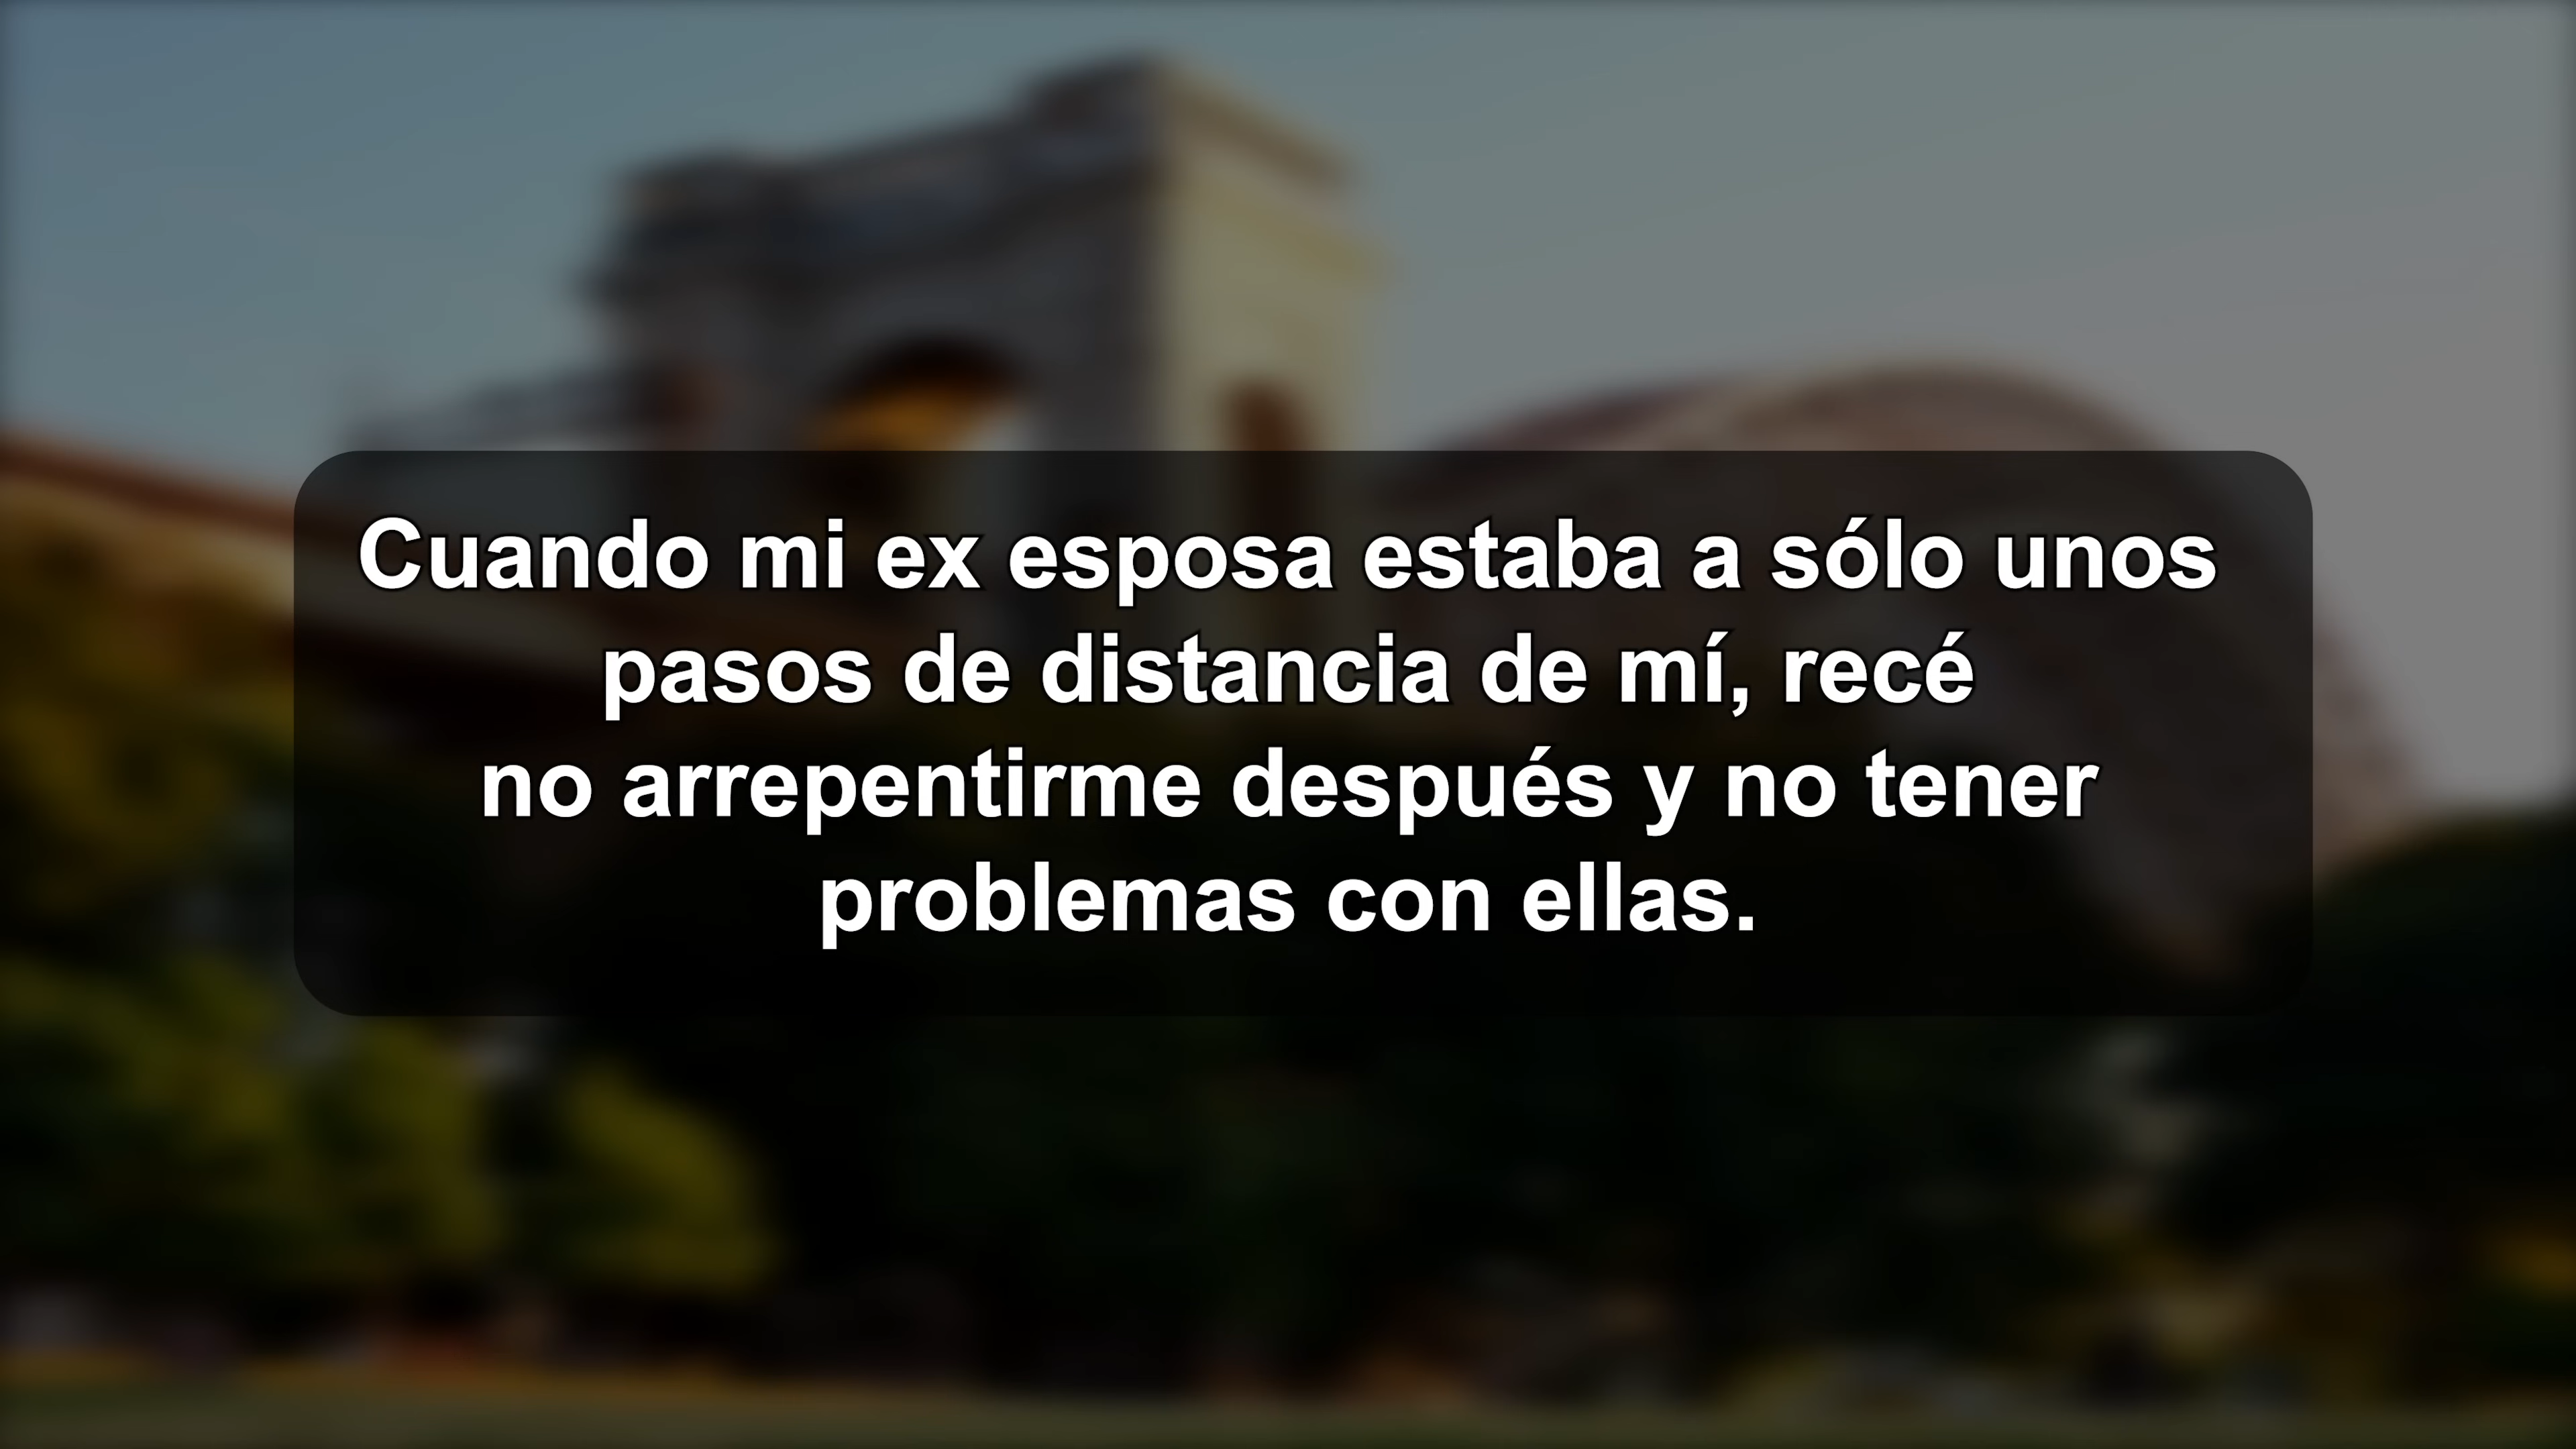 Cuando mi ex esposa estaba a sólo unos
pasos de distancia de mí, recé
no arrepentirme después y no tener
problemas con ellas.